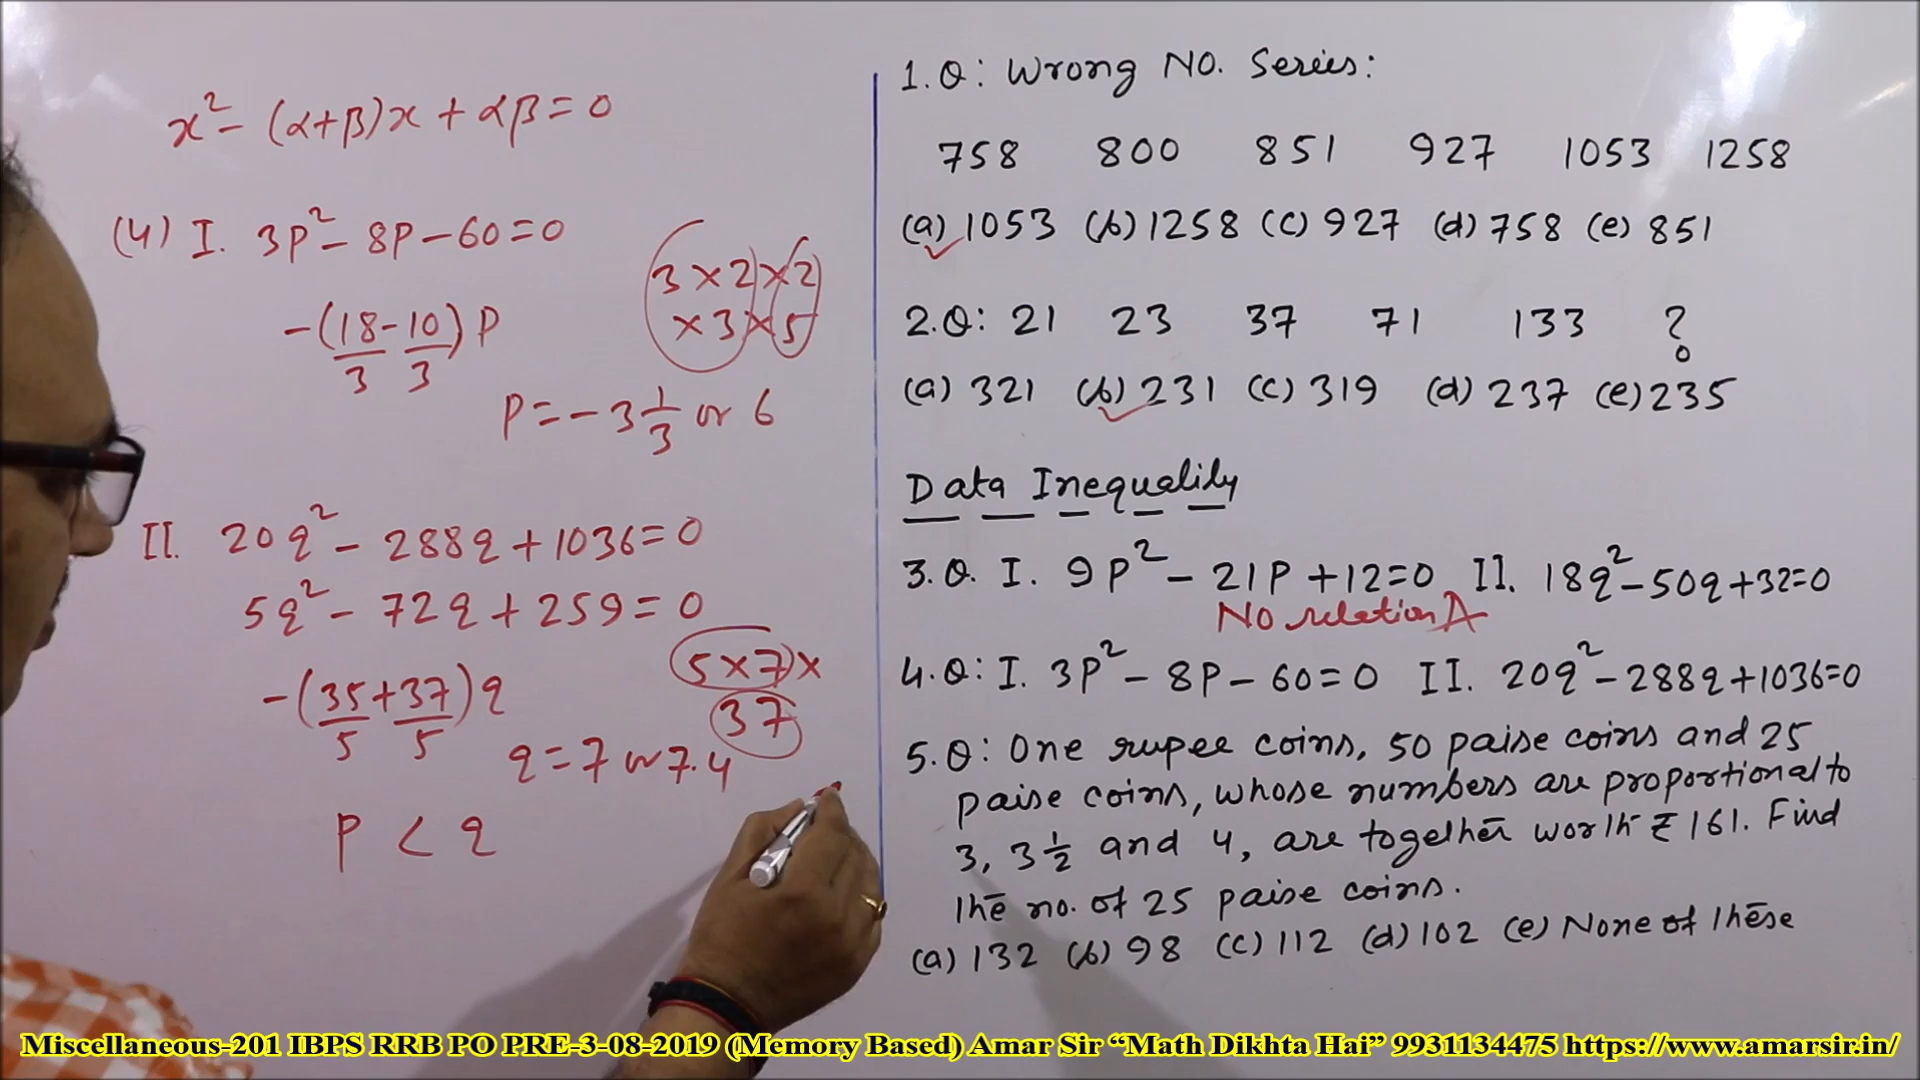 x² - (α+β)x + αβ = 0
(4) I. 3p² - 8p - 60 = 0
3 × 2 × 2
× 3 × 5
-(18/3 - 10/3)p
p = -3 1/3 or 6
II. 20q² - 288q + 1036 = 0
5q² - 72q + 259 = 0
5 × 7 ×
37
-(35/5 + 37/5)q
q = 7 or 7.4
p < q
1.Q: Wrong NO. Series:
758 800 851 927 1053 1258
(a) 1053 (b) 1258 (c) 927 (d) 758 (e) 851
2.Q: 21 23 37 71 133 ?
(a) 321 (b) 231 (c) 319 (d) 237 (e) 235
Data Inequality
3.Q. I. 9p² - 21p + 12 = 0 II. 18q² - 50q + 32 = 0
No relation A
4.Q: I. 3p² - 8p - 60 = 0 II. 20q² - 288q + 1036 = 0
5.Q: One rupee coins, 50 paise coins and 25
paise coins, whose numbers are proportional to
3, 3 1/2 and 4, are together worth ₹ 161. Find
the no. of 25 paise coins.
(a) 132 (b) 98 (c) 112 (d) 102 (e) None of these
Miscellaneous-201 IBPS RRB PO PRE-3-08-2019 (Memory Based) Amar Sir “Math Dikhta Hai” 9931134475 https://www.amarsir.in/